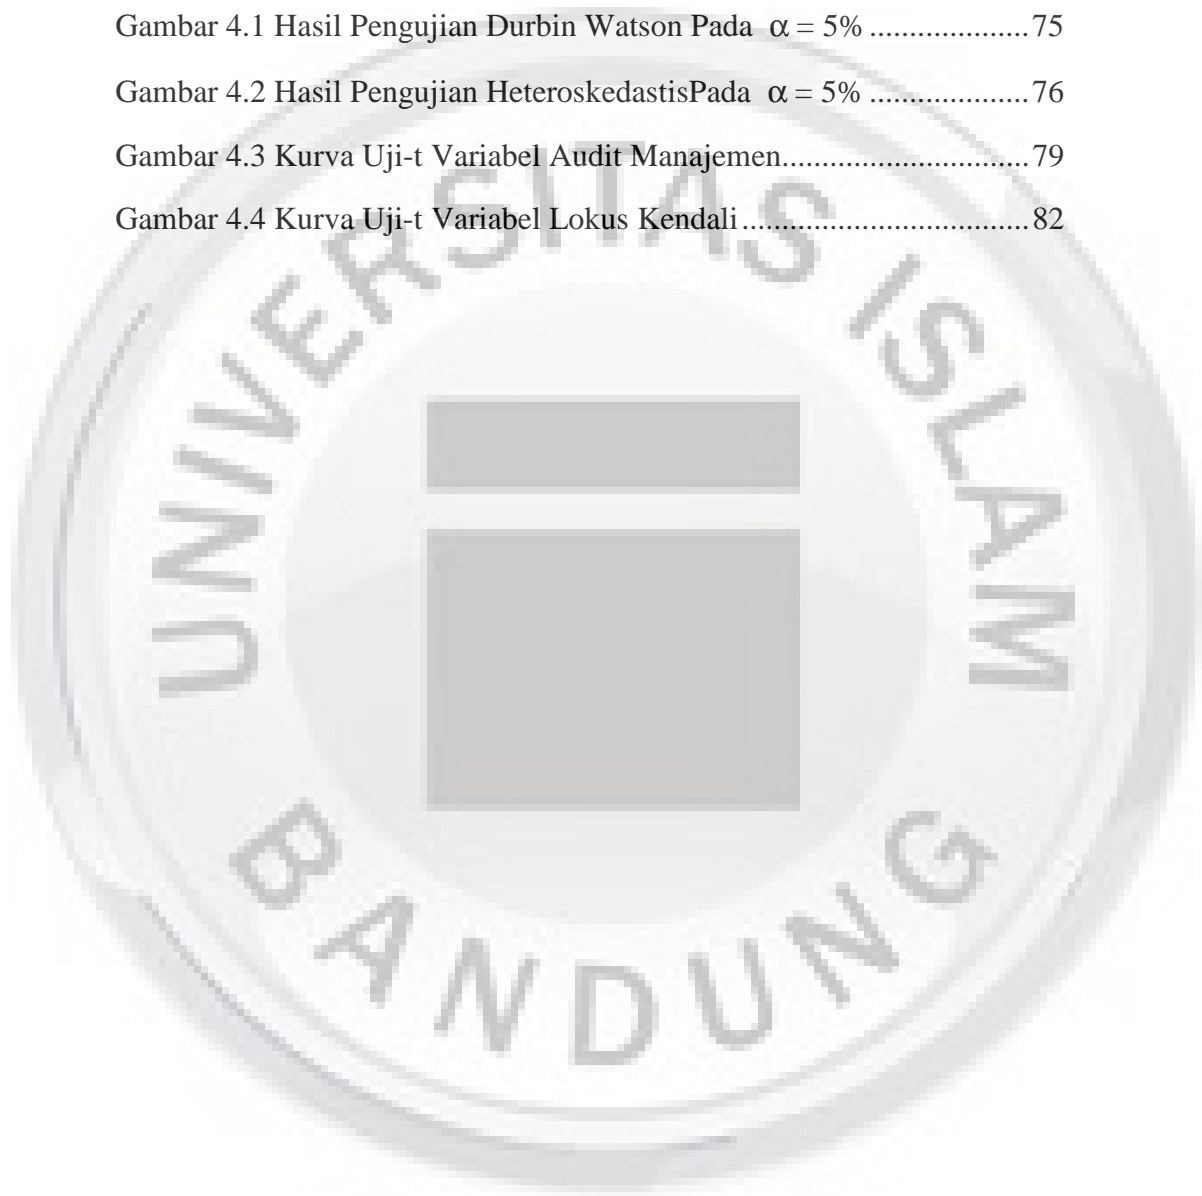 Gambar 4.1 Hasil Pengujian Durbin Watson Pada α = 5% ................... 75
Gambar 4.2 Hasil Pengujian HeteroskedastisPada α = 5% ................... 76
Gambar 4.3 Kurva Uji-t Variabel Audit Manajemen.............................. 79
Gambar 4.4 Kurva Uji-t Variabel Lokus Kendali.................................. 82
UNIVERSITAS ISLAM
BANDUNG